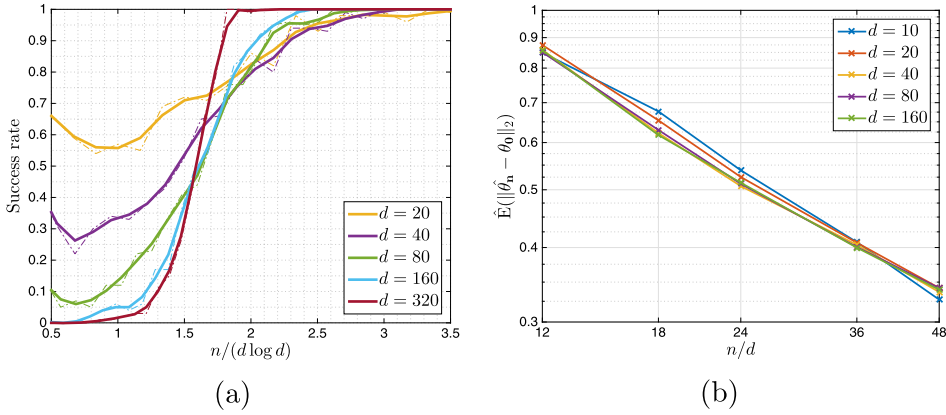 Success rate
1
0.9
0.8
0.7
0.6
0.5
0.4
0.3
0.2
0.1
0
0.5 1 1.5 2 2.5 3 3.5
n/(d log d)
d = 20
d = 40
d = 80
d = 160
d = 320
(a)
Ê(‖θ̂ₙ − θ₀‖₂)
1
0.9
0.8
0.7
0.6
0.5
0.4
0.3
12 18 24 36 48
n/d
d = 10
d = 20
d = 40
d = 80
d = 160
(b)